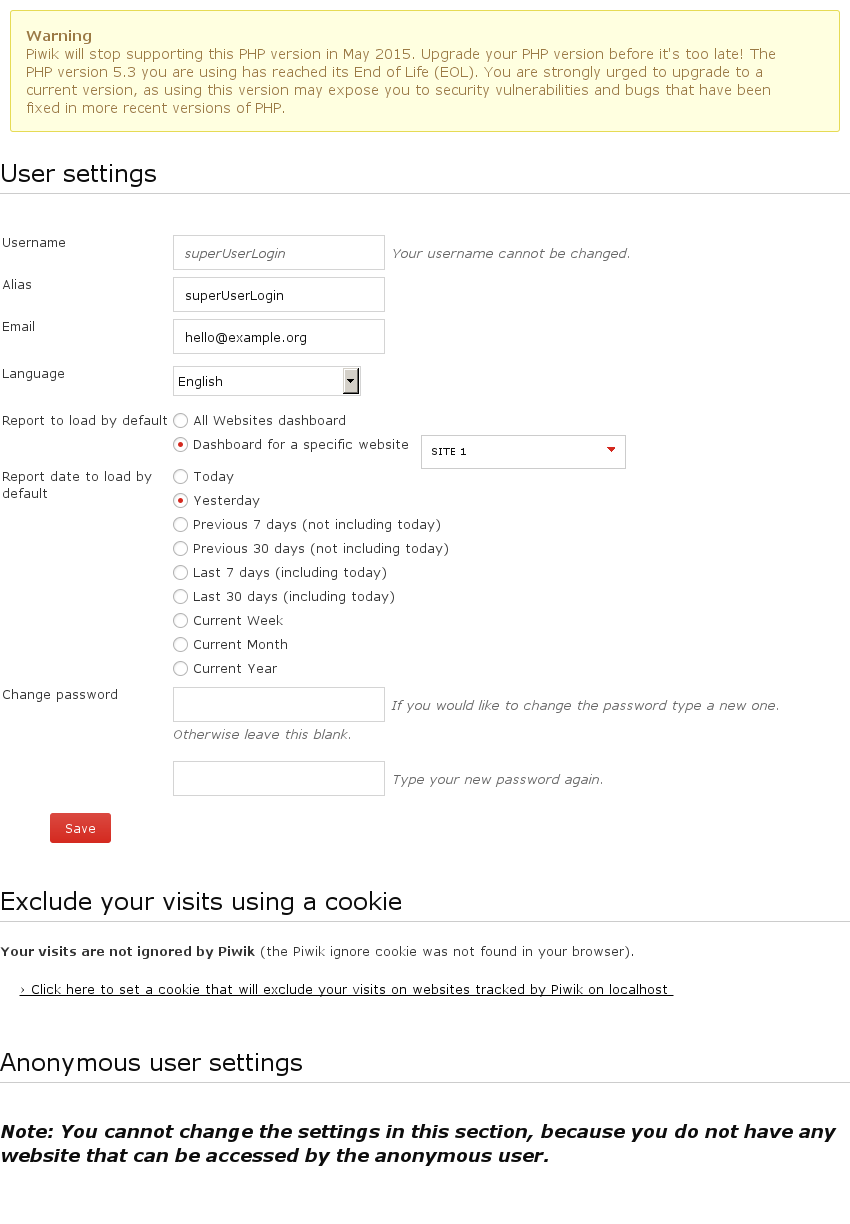 Warning
Piwik will stop supporting this PHP version in May 2015. Upgrade your PHP version before it's too late! The
PHP version 5.3 you are using has reached its End of Life (EOL). You are strongly urged to upgrade to a
current version, as using this version may expose you to security vulnerabilities and bugs that have been
fixed in more recent versions of PHP.
User settings
Username superUserLogin Your username cannot be changed.
Alias superUserLogin
Email hello@example.org
Language English
Report to load by default All Websites dashboard
Dashboard for a specific website SITE 1
Report date to load by default Today
Yesterday
Previous 7 days (not including today)
Previous 30 days (not including today)
Last 7 days (including today)
Last 30 days (including today)
Current Week
Current Month
Current Year
Change password If you would like to change the password type a new one.
Otherwise leave this blank.
Type your new password again.
Save
Exclude your visits using a cookie
Your visits are not ignored by Piwik (the Piwik ignore cookie was not found in your browser).
› Click here to set a cookie that will exclude your visits on websites tracked by Piwik on localhost
Anonymous user settings
Note: You cannot change the settings in this section, because you do not have any
website that can be accessed by the anonymous user.